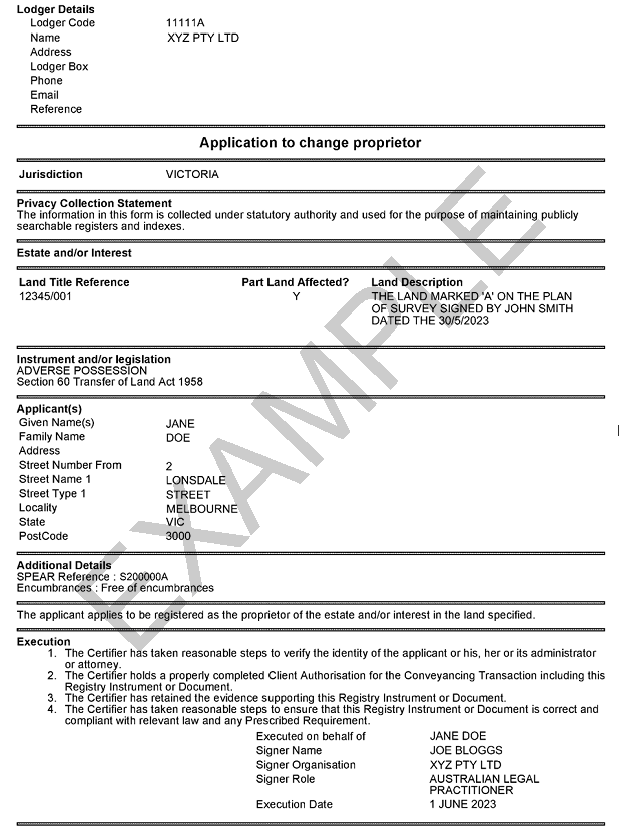 Lodger Details
Lodger Code 11111A
Name XYZ PTY LTD
Address
Lodger Box
Phone
Email
Reference
Application to change proprietor
Jurisdiction VICTORIA
Privacy Collection Statement
The information in this form is collected under statutory authority and used for the purpose of maintaining publicly
searchable registers and indexes.
Estate and/or Interest
Land Title Reference Part Land Affected? Land Description
12345/001 Y THE LAND MARKED 'A' ON THE PLAN
OF SURVEY SIGNED BY JOHN SMITH
DATED THE 30/5/2023
Instrument and/or legislation
ADVERSE POSSESSION
Section 60 Transfer of Land Act 1958
Applicant(s)
Given Name(s) JANE
Family Name DOE
Address
Street Number From 2
Street Name 1 LONSDALE
Street Type 1 STREET
Locality MELBOURNE
State VIC
PostCode 3000
Additional Details
SPEAR Reference : S200000A
Encumbrances : Free of encumbrances
The applicant applies to be registered as the proprietor of the estate and/or interest in the land specified.
Execution
1. The Certifier has taken reasonable steps to verify the identity of the applicant or his, her or its administrator
or attorney.
2. The Certifier holds a properly completed Client Authorisation for the Conveyancing Transaction including this
Registry Instrument or Document.
3. The Certifier has retained the evidence supporting this Registry Instrument or Document.
4. The Certifier has taken reasonable steps to ensure that this Registry Instrument or Document is correct and
compliant with relevant law and any Prescribed Requirement.
Executed on behalf of JANE DOE
Signer Name JOE BLOGGS
Signer Organisation XYZ PTY LTD
Signer Role AUSTRALIAN LEGAL
PRACTITIONER
Execution Date 1 JUNE 2023
EXAMPLE